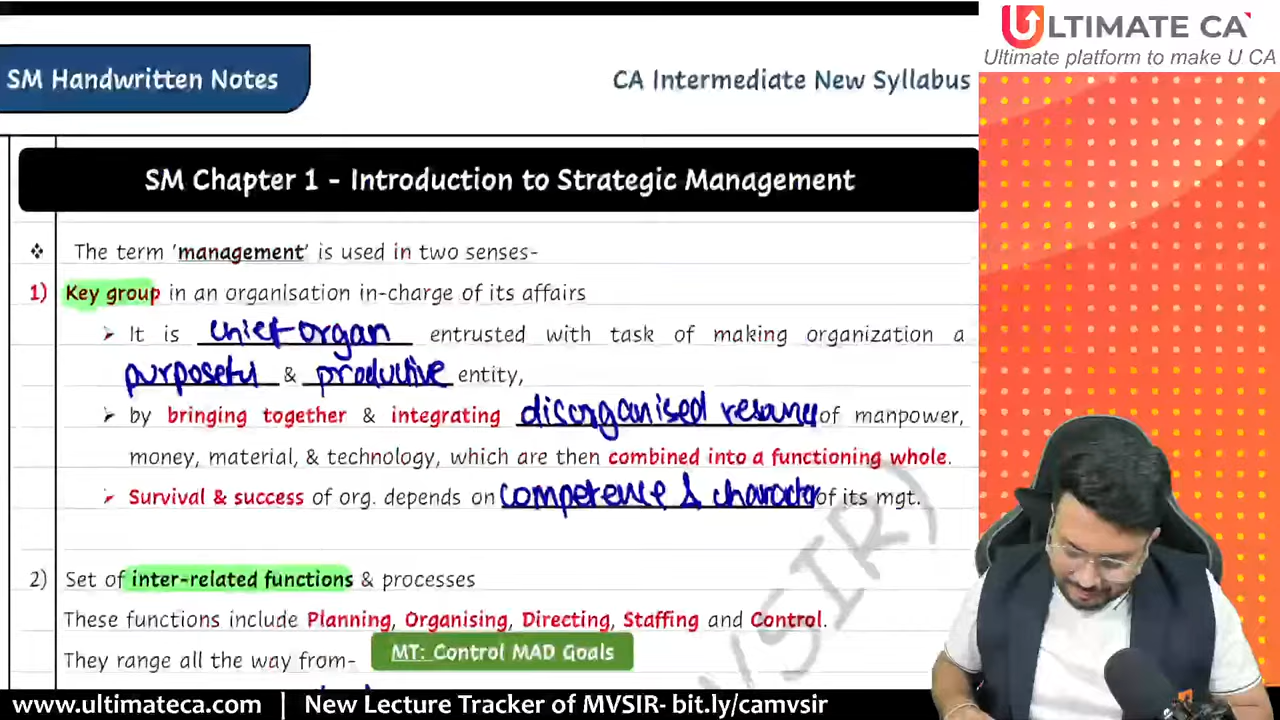 ULTIMATE CA
Ultimate platform to make U CA
SM Handwritten Notes
CA Intermediate New Syllabus
SM Chapter 1 - Introduction to Strategic Management
❖ The term 'management' is used in two senses-
1) Key group in an organisation in-charge of its affairs
➤ It is chief organ entrusted with task of making organization a
purposeful & productive entity,
➤ by bringing together & integrating disorganised resources of manpower,
money, material, & technology, which are then combined into a functioning whole.
➤ Survival & success of org. depends on competence & character of its mgt.
2) Set of inter-related functions & processes
These functions include Planning, Organising, Directing, Staffing and Control.
They range all the way from-
MT: Control MAD Goals
VSIR)
www.ultimateca.com | New Lecture Tracker of MVSIR- bit.ly/camvsir